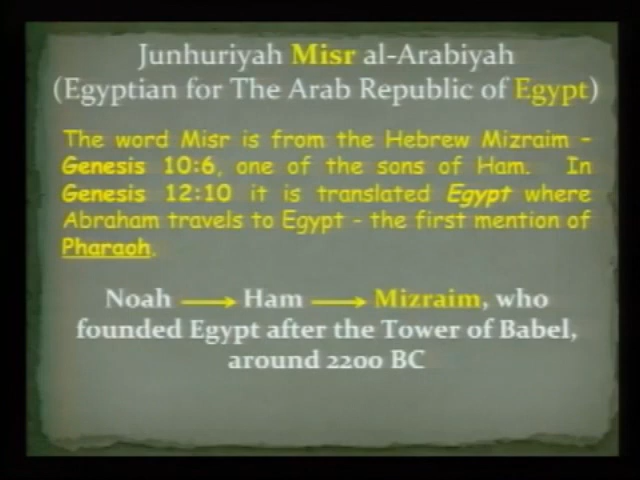 Junhuriyah Misr al-Arabiyah
(Egyptian for The Arab Republic of Egypt)
The word Misr is from the Hebrew Mizraim –
Genesis 10:6, one of the sons of Ham. In
Genesis 12:10 it is translated Egypt where
Abraham travels to Egypt - the first mention of
Pharaoh.
Noah → Ham → Mizraim, who
founded Egypt after the Tower of Babel,
around 2200 BC